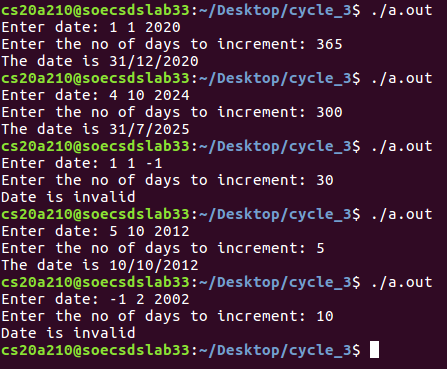 cs20a210@soecsdslab33:~/Desktop/cycle_3$ ./a.out
Enter date: 1 1 2020
Enter the no of days to increment: 365
The date is 31/12/2020
cs20a210@soecsdslab33:~/Desktop/cycle_3$ ./a.out
Enter date: 4 10 2024
Enter the no of days to increment: 300
The date is 31/7/2025
cs20a210@soecsdslab33:~/Desktop/cycle_3$ ./a.out
Enter date: 1 1 -1
Enter the no of days to increment: 30
Date is invalid
cs20a210@soecsdslab33:~/Desktop/cycle_3$ ./a.out
Enter date: 5 10 2012
Enter the no of days to increment: 5
The date is 10/10/2012
cs20a210@soecsdslab33:~/Desktop/cycle_3$ ./a.out
Enter date: -1 2 2002
Enter the no of days to increment: 10
Date is invalid
cs20a210@soecsdslab33:~/Desktop/cycle_3$